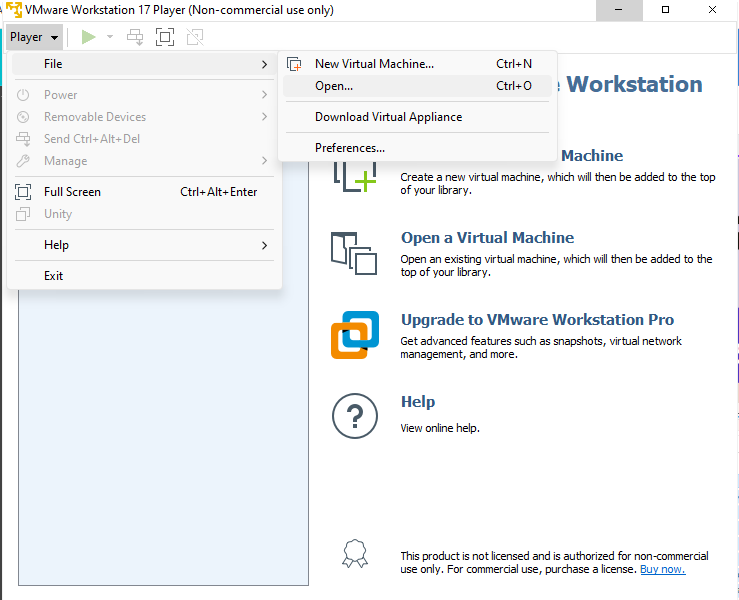 VMware Workstation 17 Player (Non-commercial use only)
Player
File
New Virtual Machine... Ctrl+N
Open... Ctrl+O
Download Virtual Appliance
Preferences...
Power
Removable Devices
Send Ctrl+Alt+Del
Manage
Full Screen Ctrl+Alt+Enter
Unity
Help
Exit
Workstation
Machine
Create a new virtual machine, which will then be added to the top
of your library.
Open a Virtual Machine
Open an existing virtual machine, which will then be added to the
top of your library.
Upgrade to VMware Workstation Pro
Get advanced features such as snapshots, virtual network
management, and more.
Help
View online help.
This product is not licensed and is authorized for non-commercial
use only. For commercial use, purchase a license. Buy now.